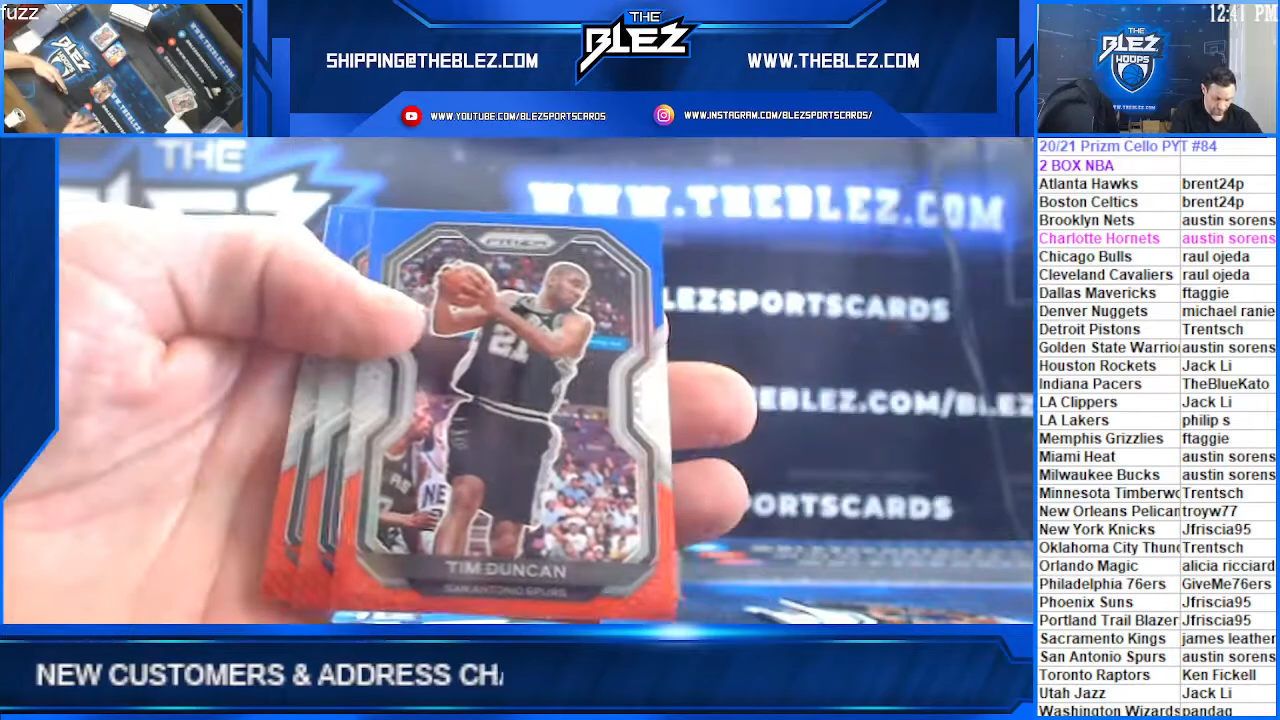 fuzz
THE
BLEZ
SHIPPING@THEBLEZ.COM
WWW.THEBLEZ.COM
WWW.YOUTUBE.COM/BLEZSPORTSCARDS
WWW.INSTAGRAM.COM/BLEZSPORTSCARDS/
12:41 PM
THE
BLEZ
HOOPS
THE
WWW.THEBLEZ.COM
LEZSPORTSCARDS
EBLEZ.COM/BLEZ
PORTSCARDS
PRIZM
21
NE
TIM DUNCAN
SAN ANTONIO SPURS
NEW CUSTOMERS & ADDRESS CHA
20/21 Prizm Cello PYT #84
2 BOX NBA
Atlanta Hawks brent24p
Boston Celtics brent24p
Brooklyn Nets austin sorens
Charlotte Hornets austin sorens
Chicago Bulls raul ojeda
Cleveland Cavaliers raul ojeda
Dallas Mavericks ftaggie
Denver Nuggets michael ranie
Detroit Pistons Trentsch
Golden State Warrio austin sorens
Houston Rockets Jack Li
Indiana Pacers TheBlueKato
LA Clippers Jack Li
LA Lakers philip s
Memphis Grizzlies ftaggie
Miami Heat austin sorens
Milwaukee Bucks austin sorens
Minnesota Timberwo Trentsch
New Orleans Pelican troyw77
New York Knicks Jfriscia95
Oklahoma City Thund Trentsch
Orlando Magic alicia ricciard
Philadelphia 76ers GiveMe76ers
Phoenix Suns Jfriscia95
Portland Trail Blazer Jfriscia95
Sacramento Kings james leather
San Antonio Spurs austin sorens
Toronto Raptors Ken Fickell
Utah Jazz Jack Li
Washington Wizards pandag